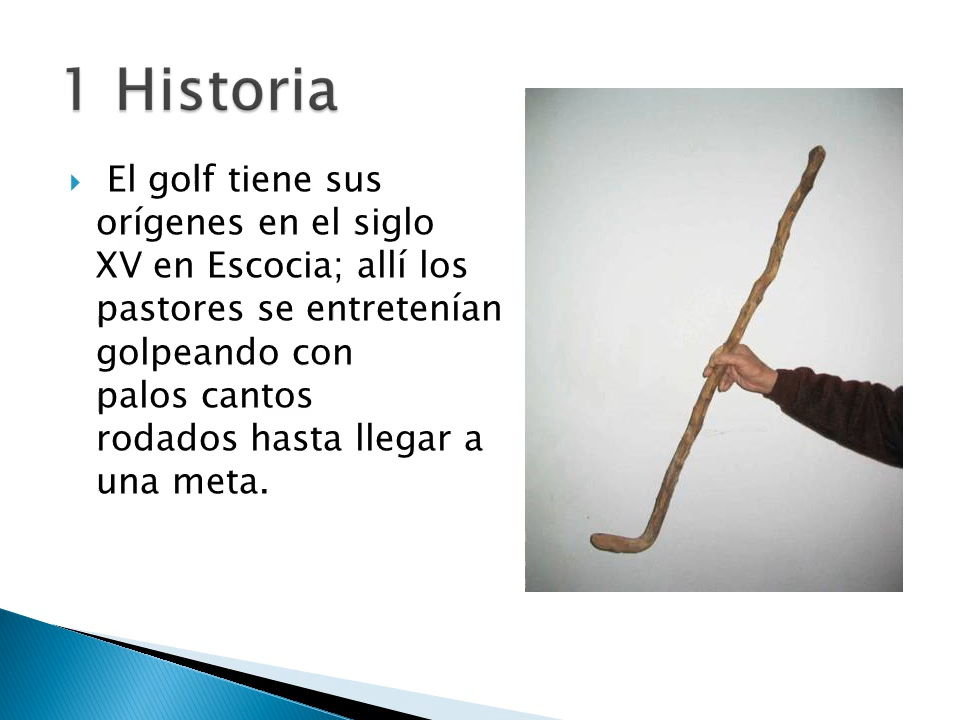 1 Historia
El golf tiene sus
orígenes en el siglo
XV en Escocia; allí los
pastores se entretenían
golpeando con
palos cantos
rodados hasta llegar a
una meta.